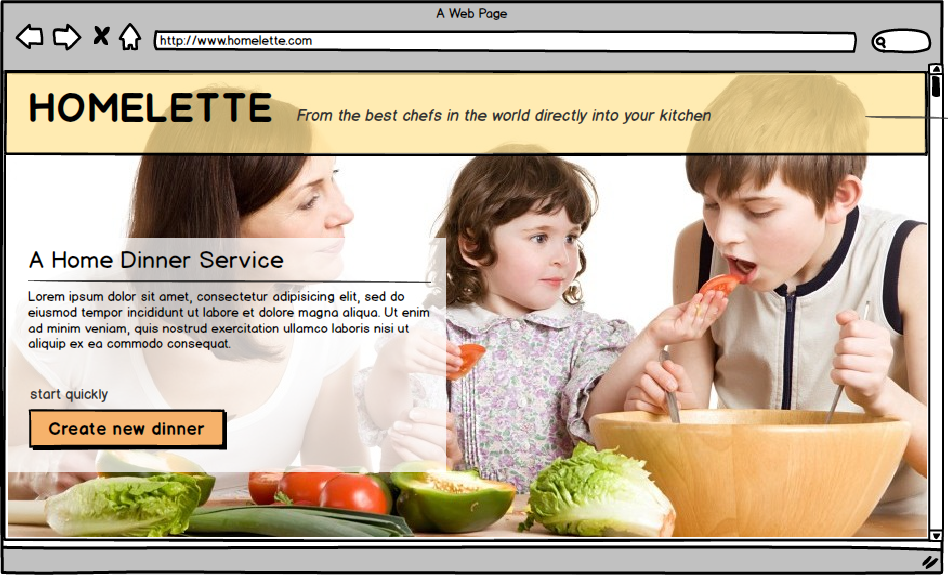 A Web Page
http://www.homelette.com
HOMELETTE
From the best chefs in the world directly into your kitchen
A Home Dinner Service
Lorem ipsum dolor sit amet, consectetur adipisicing elit, sed do
eiusmod tempor incididunt ut labore et dolore magna aliqua. Ut enim
ad minim veniam, quis nostrud exercitation ullamco laboris nisi ut
aliquip ex ea commodo consequat.
start quickly
Create new dinner